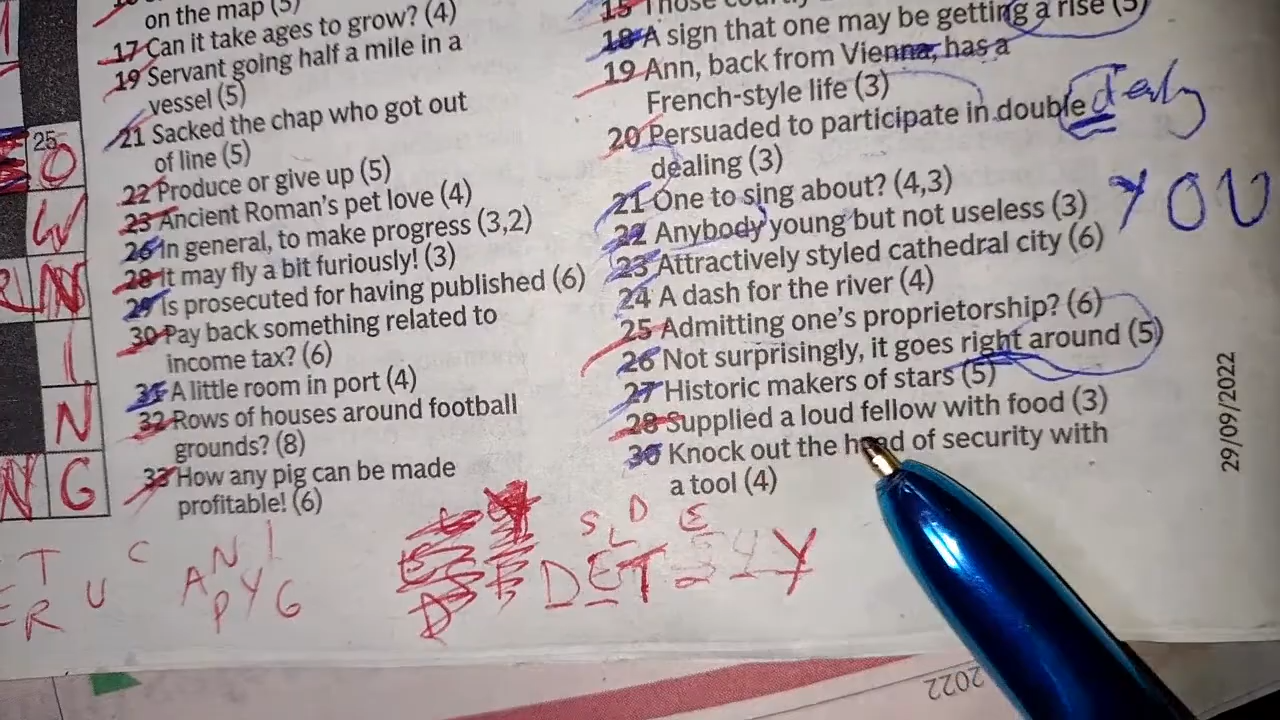 on the map (5)
17 Can it take ages to grow? (4)
19 Servant going half a mile in a
vessel (5)
21 Sacked the chap who got out
of line (5)
22 Produce or give up (5)
23 Ancient Roman's pet love (4)
26 In general, to make progress (3,2)
28 It may fly a bit furiously! (3)
29 Is prosecuted for having published (6)
30 Pay back something related to
income tax? (6)
31 A little room in port (4)
32 Rows of houses around football
grounds? (8)
33 How any pig can be made
profitable! (6)
15 Those
18 A sign that one may be getting a rise (5)
19 Ann, back from Vienna, has a
French-style life (3)
20 Persuaded to participate in double
dealing (3)
21 One to sing about? (4,3)
22 Anybody young but not useless (3)
23 Attractively styled cathedral city (6)
24 A dash for the river (4)
25 Admitting one's proprietorship? (6)
26 Not surprisingly, it goes right around (5)
27 Historic makers of stars (5)
28 Supplied a loud fellow with food (3)
30 Knock out the head of security with
a tool (4)
YOU
29/09/2022
25
O
W
N
I
N
N G
T C N I
E R U A P Y G
S L D E
D E T Y
2022